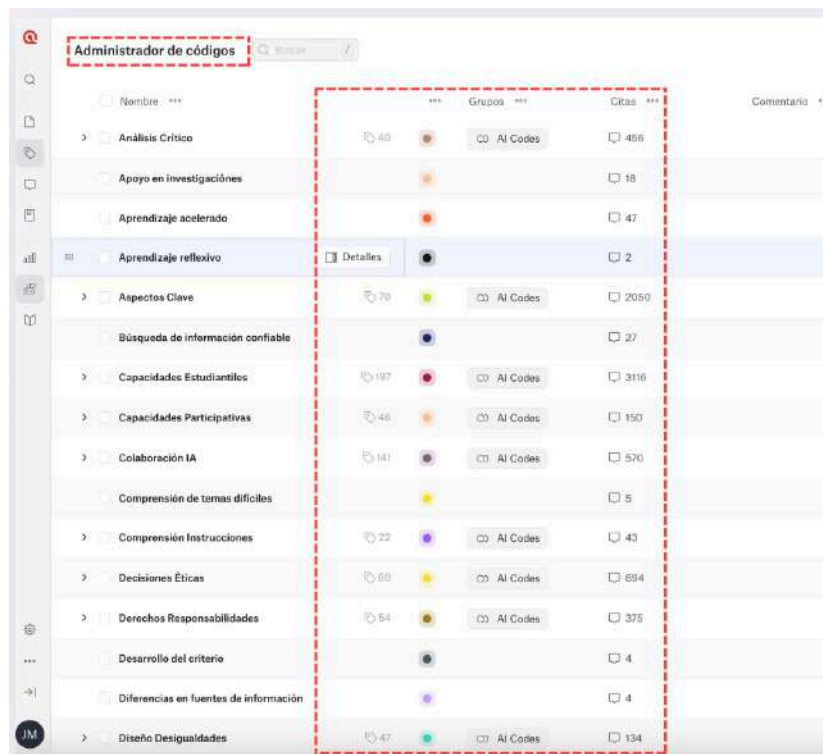 Administrador de códigos Buscar /
Nombre ••• ••• Grupos ••• Citas ••• Comentario
Análisis Crítico 40 AI Codes 456
Apoyo en investigaciónes 18
Aprendizaje acelerado 47
Aprendizaje reflexivo Detalles 2
Aspectos Clave 70 AI Codes 2050
Búsqueda de información confiable 27
Capacidades Estudiantiles 197 AI Codes 3116
Capacidades Participativas 46 AI Codes 150
Colaboración IA 141 AI Codes 570
Comprensión de temas difíciles 5
Comprensión Instrucciones 22 AI Codes 43
Decisiones Éticas 60 AI Codes 694
Derechos Responsabilidades 54 AI Codes 375
Desarrollo del criterio 4
Diferencias en fuentes de información 4
JM Diseño Desigualdades 47 AI Codes 134